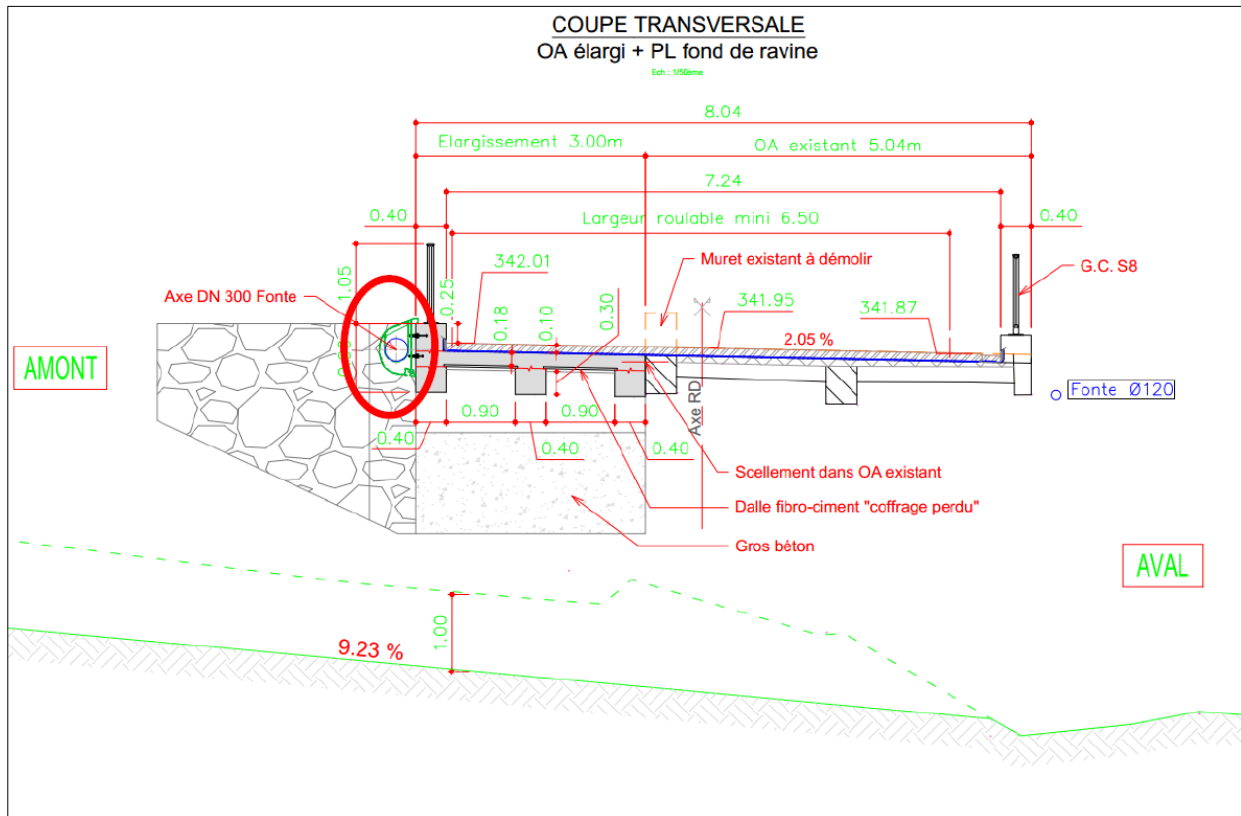 COUPE TRANSVERSALE
OA élargi + PL fond de ravine
Ech : 1/50ème
8.04
Elargissement 3.00m
OA existant 5.04m
7.24
0.40
Largeur roulable mini 6.50
0.40
1.05
342.01
Muret existant à démolir
G.C. S8
Axe DN 300 Fonte
0.25
0.18
0.10
0.30
341.95
341.87
2.05 %
AMONT
Fonte Ø120
Axe RD
0.90
0.90
0.40
0.40
0.40
Scellement dans OA existant
Dalle fibro-ciment "coffrage perdu"
Gros béton
AVAL
1.00
9.23 %